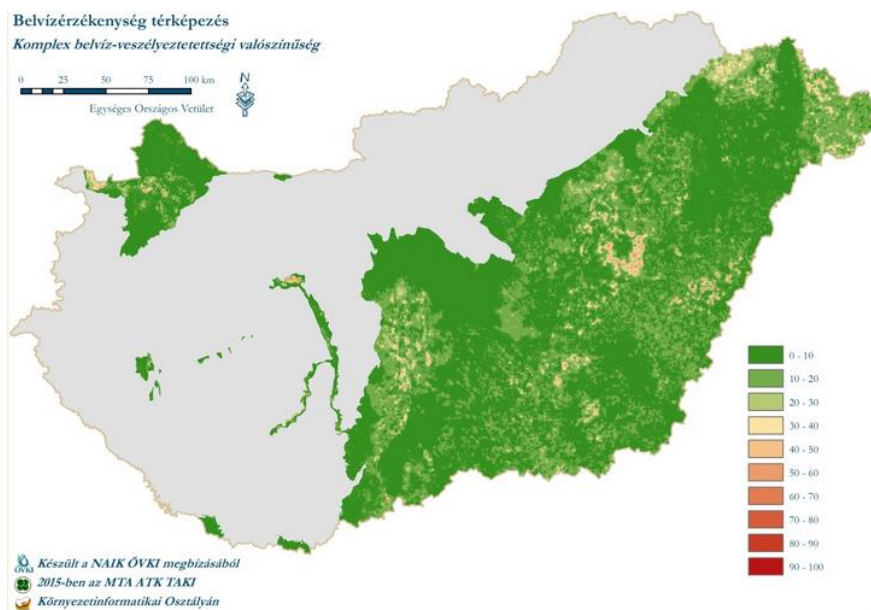 Belvízérzékenység térképezés
Komplex belvíz-veszélyeztetettségi valószínűség
0 25 50 75 100 km
N
Egységes Országos Vetület
0 - 10
10 - 20
20 - 30
30 - 40
40 - 50
50 - 60
60 - 70
70 - 80
80 - 90
90 - 100
ÖVKI Készült a NAIK ÖVKI megbízásából
2015-ben az MTA ATK TAKI
Környezetinformatikai Osztályán